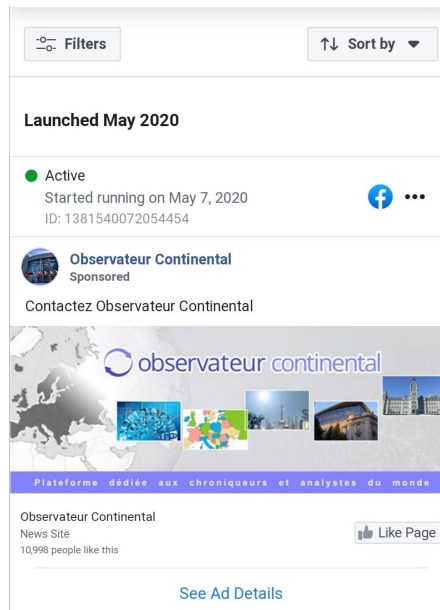 Filters
Sort by
Launched May 2020
Active
Started running on May 7, 2020
ID: 1381540072054454
Observateur Continental
Sponsored
Contactez Observateur Continental
observateur continental
Plateforme dédiée aux chroniqueurs et analystes du monde
Observateur Continental
News Site
10,998 people like this
Like Page
See Ad Details